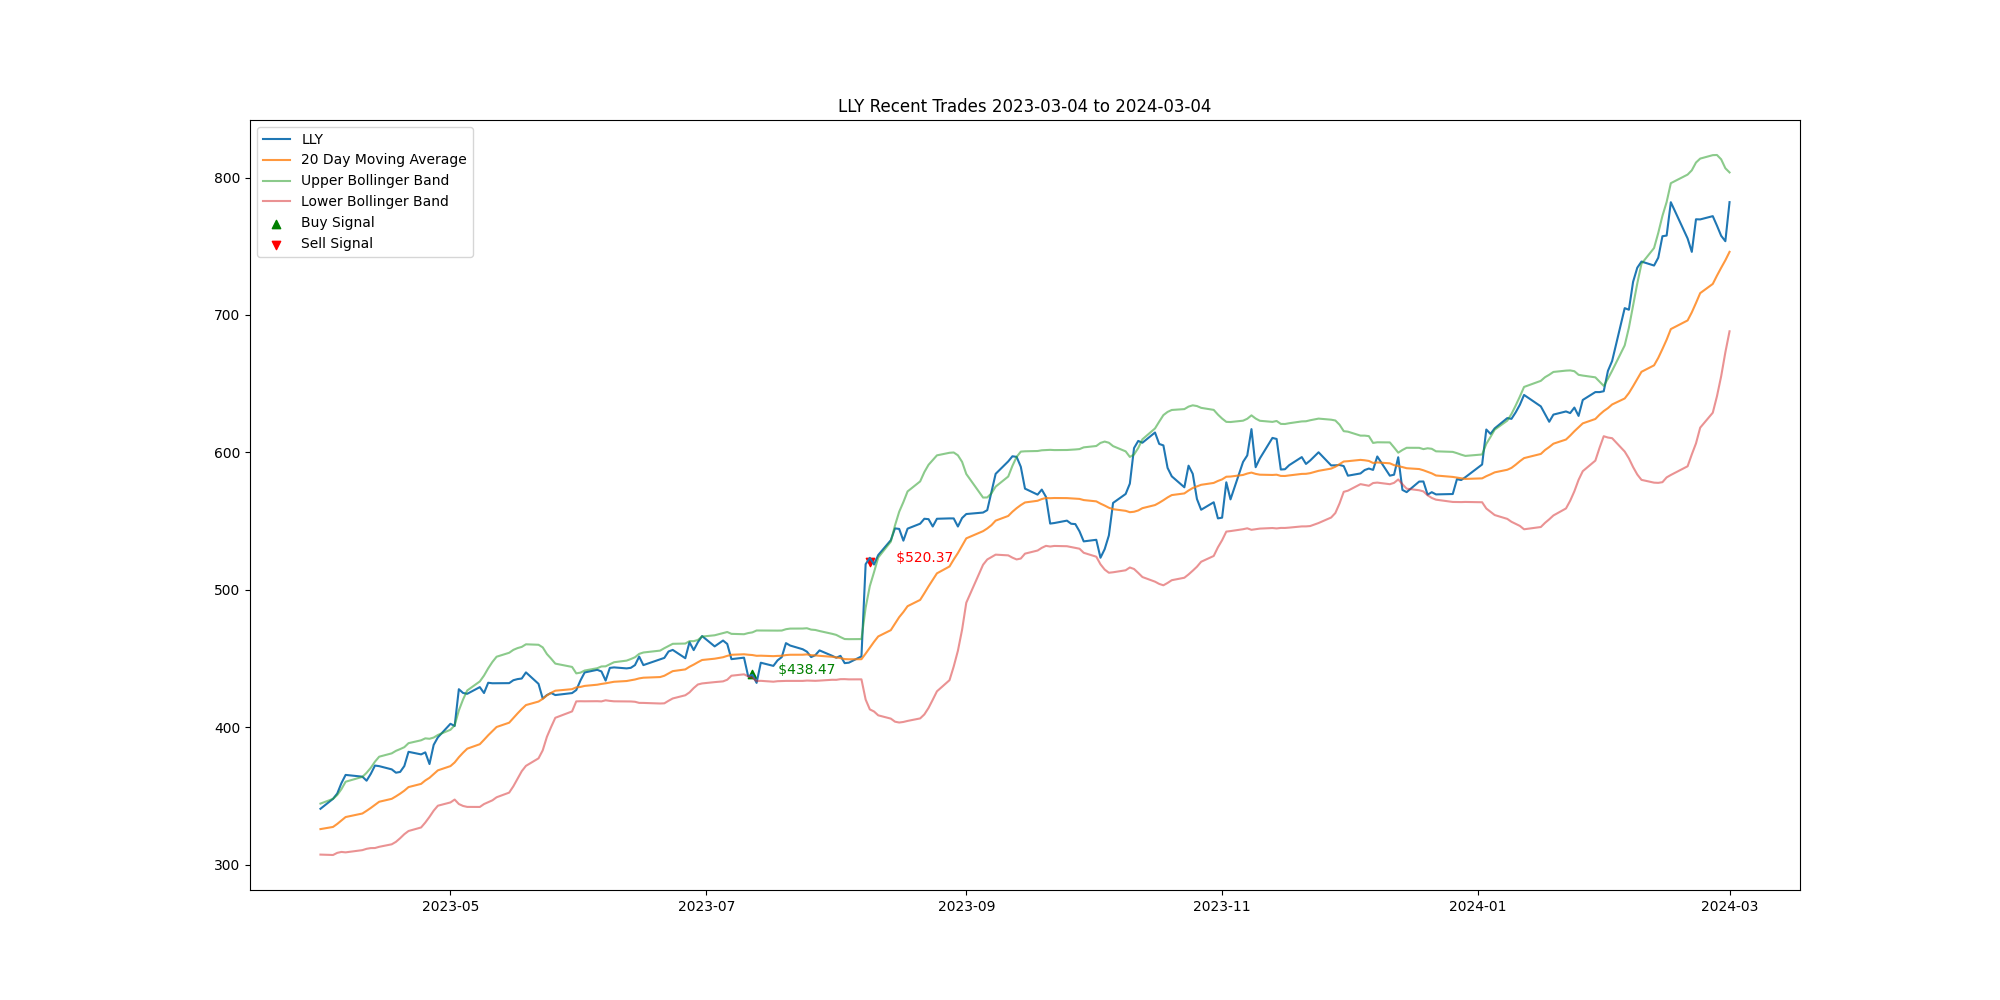 LLY Recent Trades 2023-03-04 to 2024-03-04
LLY
20 Day Moving Average
Upper Bollinger Band
Lower Bollinger Band
Buy Signal
Sell Signal
800
700
600
500
400
300
$520.37
$438.47
2023-05
2023-07
2023-09
2023-11
2024-01
2024-03